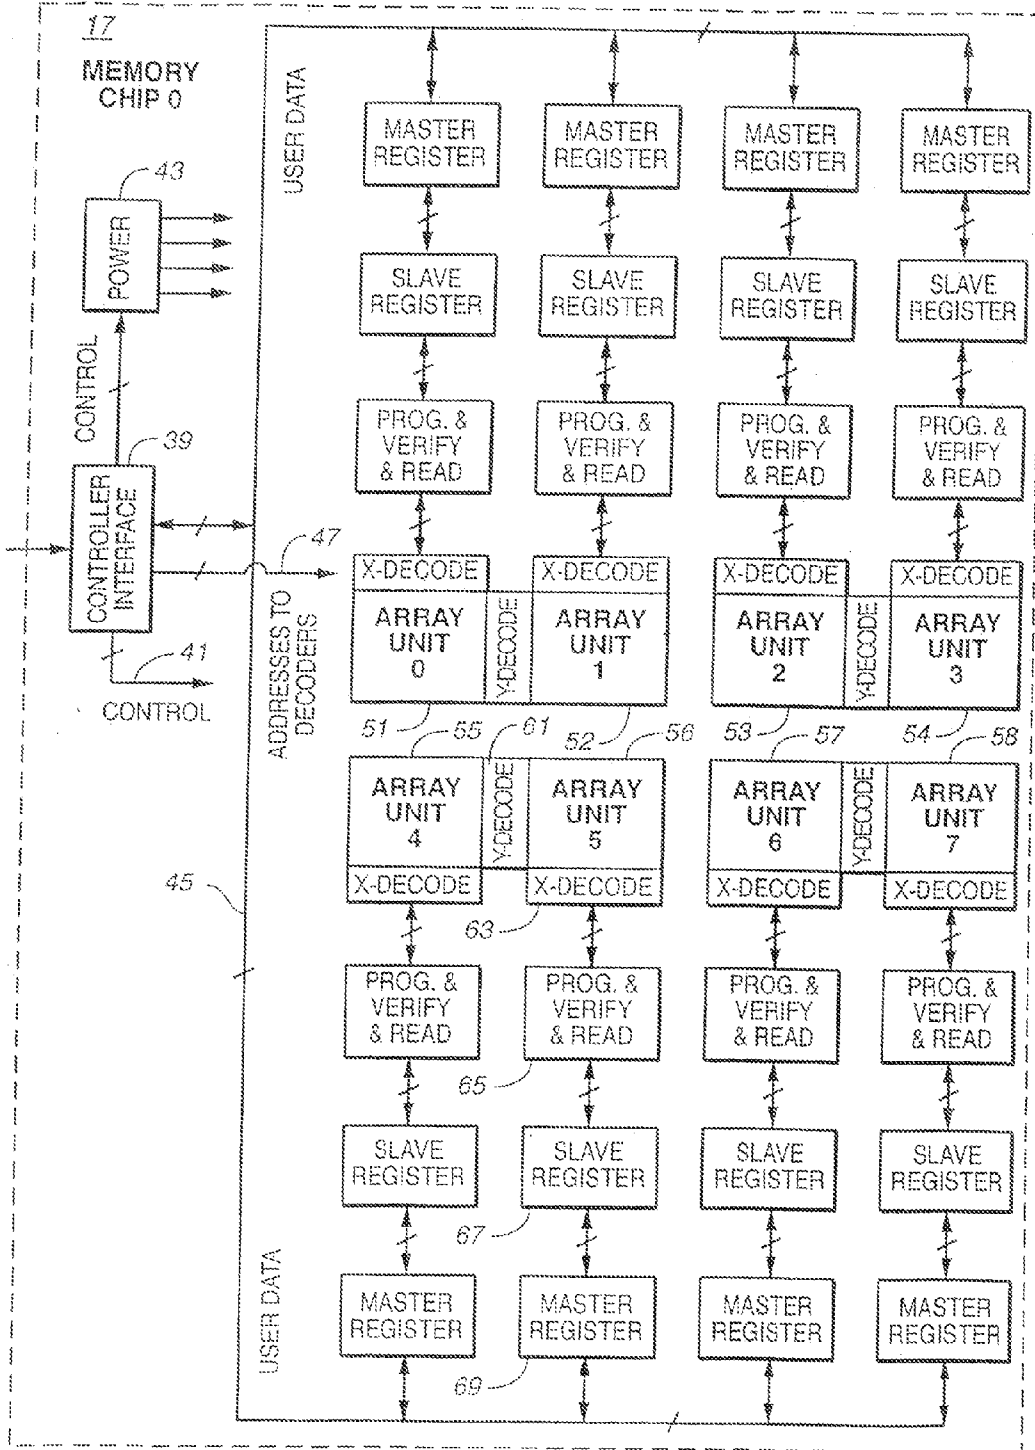 17
MEMORY
CHIP 0
43
POWER
CONTROL
39
CONTROLLER
INTERFACE
47
41
CONTROL
USER DATA
ADDRESSES TO
DECODERS
45
USER DATA
MASTER
REGISTER
MASTER
REGISTER
MASTER
REGISTER
MASTER
REGISTER
SLAVE
REGISTER
SLAVE
REGISTER
SLAVE
REGISTER
SLAVE
REGISTER
PROG. &
VERIFY
& READ
PROG. &
VERIFY
& READ
PROG. &
VERIFY
& READ
PROG. &
VERIFY
& READ
X-DECODE
X-DECODE
X-DECODE
X-DECODE
ARRAY
UNIT
0
Y-DECODE
ARRAY
UNIT
1
ARRAY
UNIT
2
Y-DECODE
ARRAY
UNIT
3
51
55
61
52
56
53
57
54
58
ARRAY
UNIT
4
Y-DECODE
ARRAY
UNIT
5
ARRAY
UNIT
6
Y-DECODE
ARRAY
UNIT
7
X-DECODE
X-DECODE
X-DECODE
X-DECODE
63
PROG. &
VERIFY
& READ
PROG. &
VERIFY
& READ
PROG. &
VERIFY
& READ
PROG. &
VERIFY
& READ
65
SLAVE
REGISTER
SLAVE
REGISTER
SLAVE
REGISTER
SLAVE
REGISTER
67
MASTER
REGISTER
MASTER
REGISTER
MASTER
REGISTER
MASTER
REGISTER
69